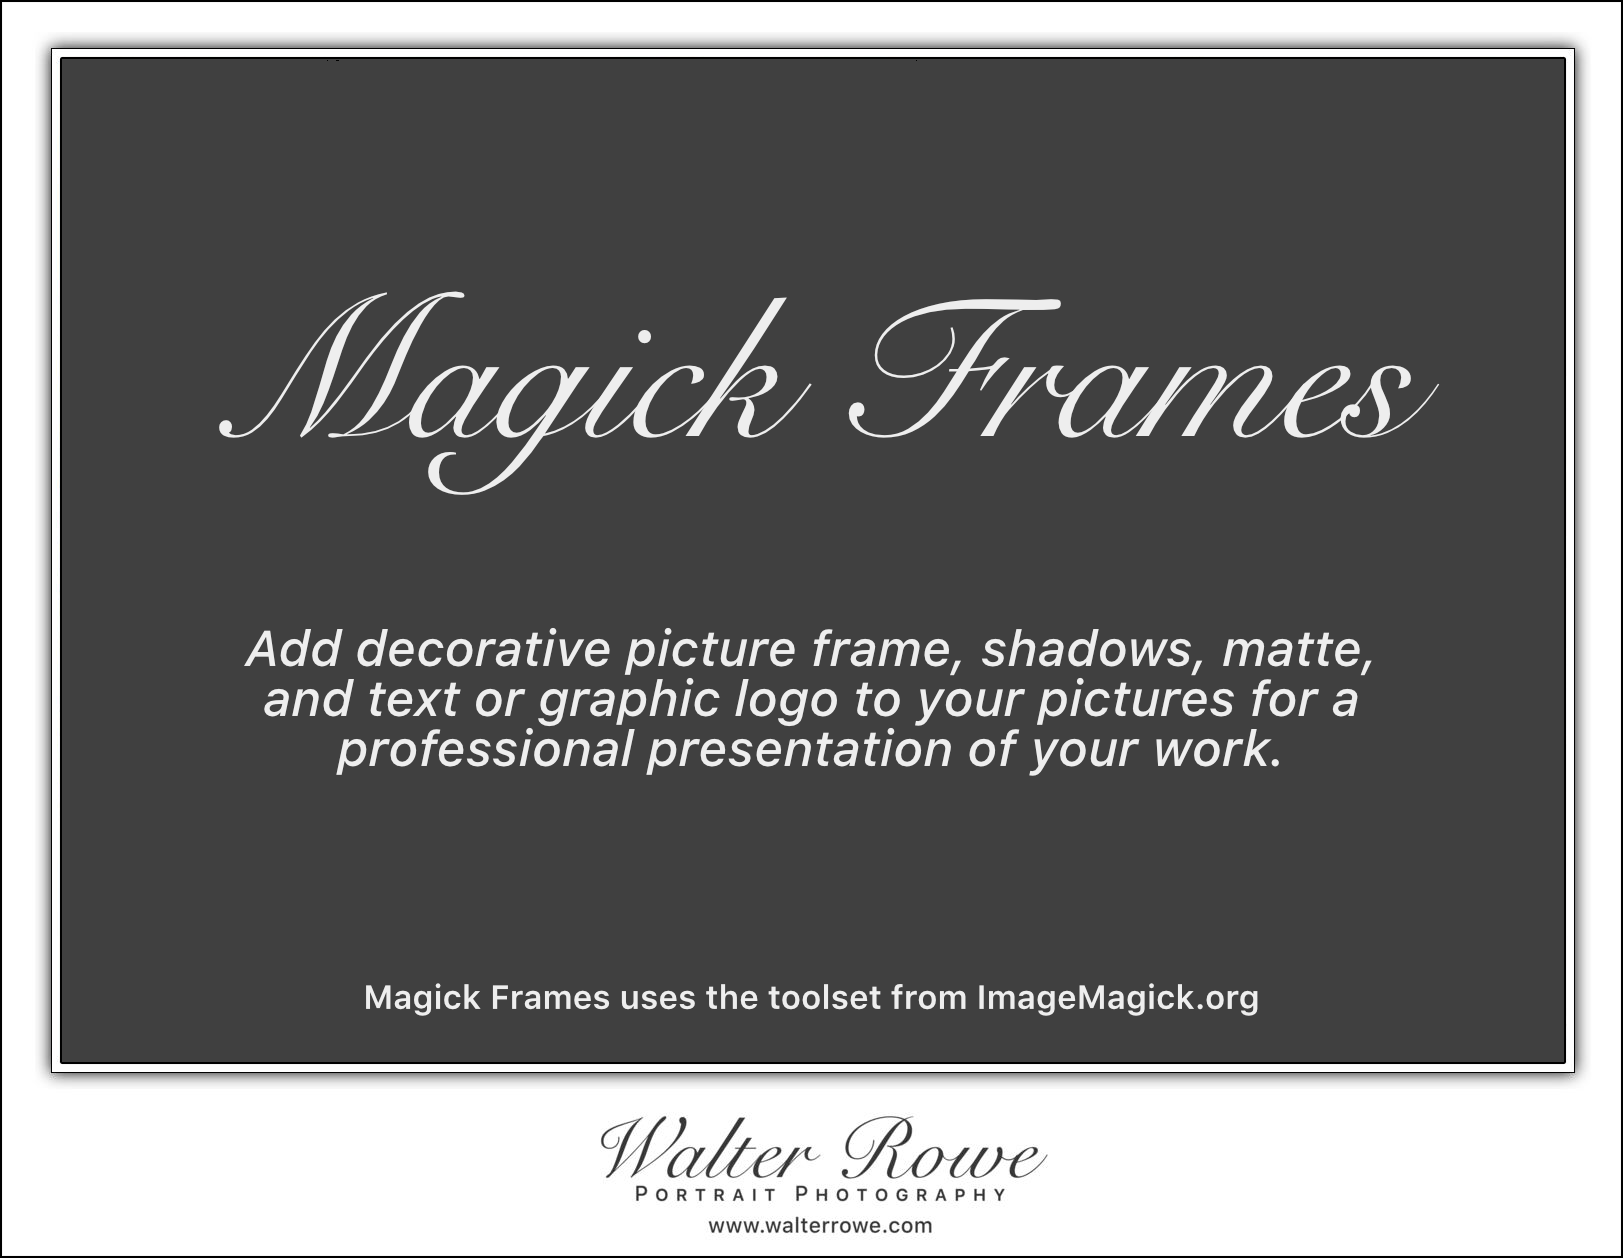 Magick Frames
Add decorative picture frame, shadows, matte,
and text or graphic logo to your pictures for a
professional presentation of your work.
Magick Frames uses the toolset from ImageMagick.org
Walter Rowe
PORTRAIT PHOTOGRAPHY
www.walterrowe.com